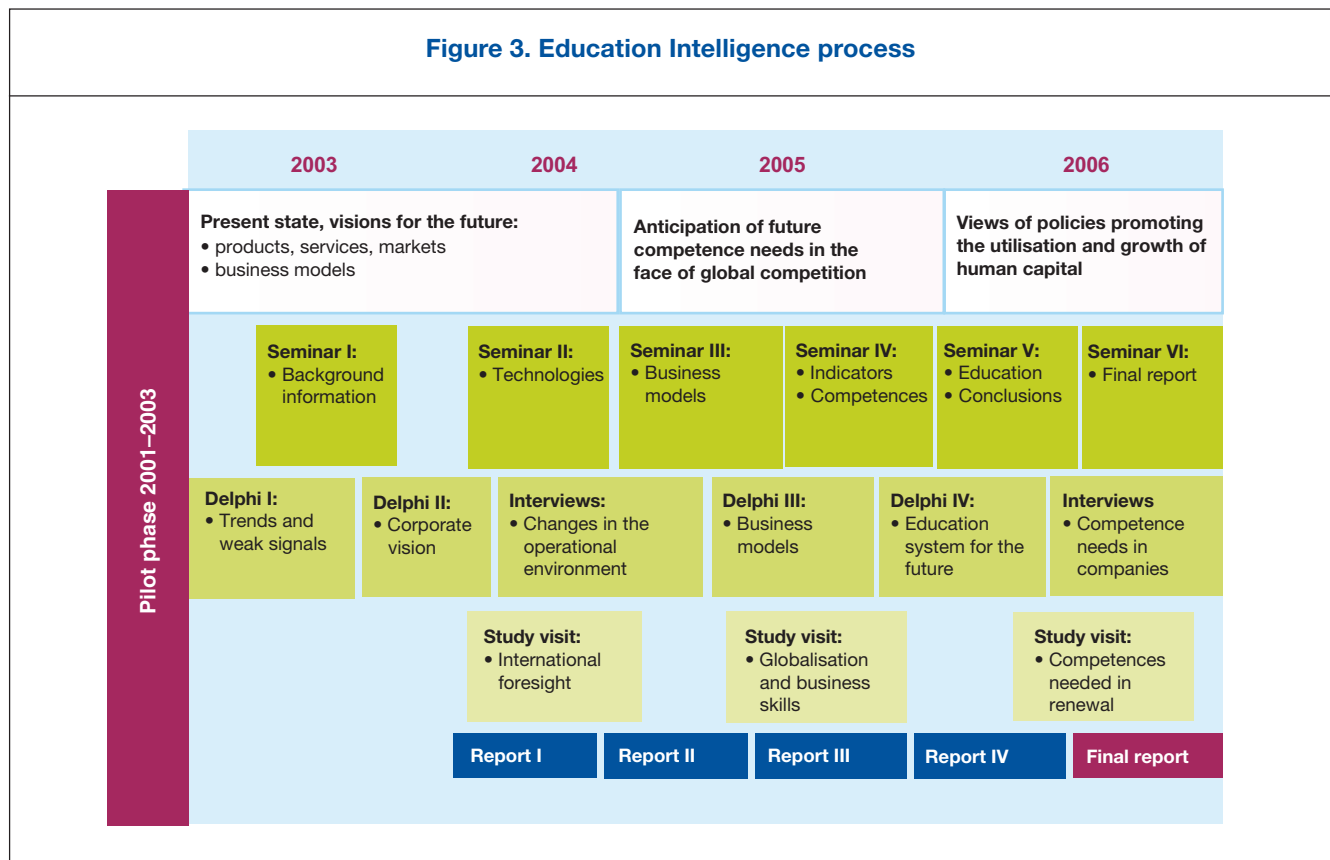 Figure 3. Education Intelligence process
2003
2004
2005
2006
Pilot phase 2001–2003
Present state, visions for the future:
• products, services, markets
• business models
Anticipation of future
competence needs in the
face of global competition
Views of policies promoting
the utilisation and growth of
human capital
Seminar I:
• Background
information
Seminar II:
• Technologies
Seminar III:
• Business
models
Seminar IV:
• Indicators
• Competences
Seminar V:
• Education
• Conclusions
Seminar VI:
• Final report
Delphi I:
• Trends and
weak signals
Delphi II:
• Corporate
vision
Interviews:
• Changes in the
operational
environment
Delphi III:
• Business
models
Delphi IV:
• Education
system for the
future
Interviews
• Competence
needs in
companies
Study visit:
• International
foresight
Study visit:
• Globalisation
and business
skills
Study visit:
• Competences
needed in
renewal
Report I
Report II
Report III
Report IV
Final report